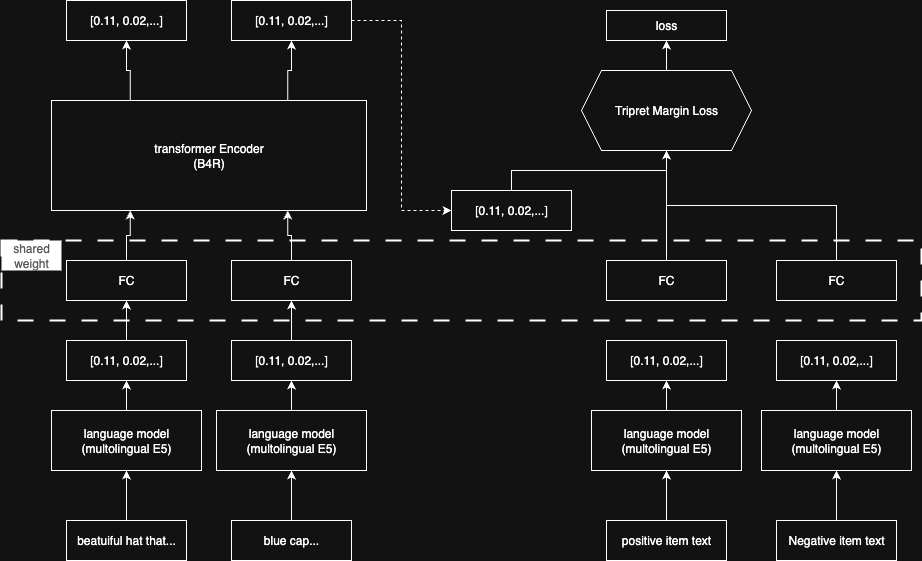 [0.11, 0.02,...]
[0.11, 0.02,...]
loss
Tripret Margin Loss
transformer Encoder
(B4R)
[0.11, 0.02,...]
shared
weight
FC
FC
FC
FC
[0.11, 0.02,...]
[0.11, 0.02,...]
[0.11, 0.02,...]
[0.11, 0.02,...]
language model
(multolingual E5)
language model
(multolingual E5)
language model
(multolingual E5)
language model
(multolingual E5)
beatuiful hat that...
blue cap...
positive item text
Negative item text